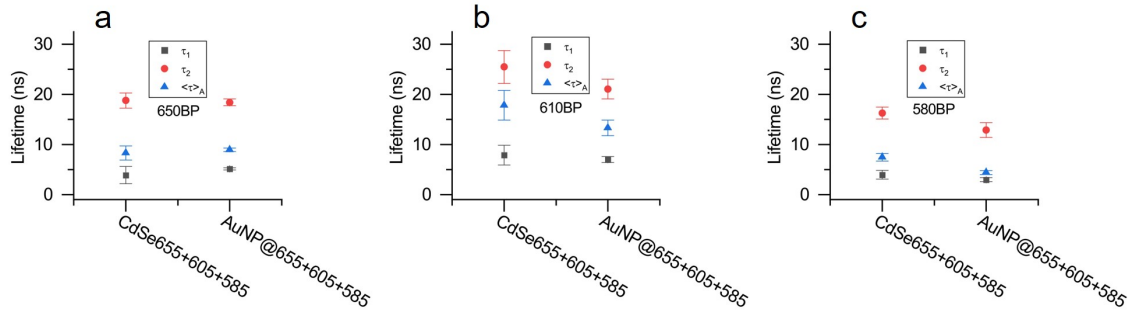 a
Lifetime (ns)
30
20
10
0
τ1
τ2
<τ>A
650BP
CdSe655+605+585
AuNP@655+605+585
b
Lifetime (ns)
30
20
10
0
τ1
τ2
<τ>A
610BP
CdSe655+605+585
AuNP@655+605+585
c
Lifetime (ns)
30
20
10
0
τ1
τ2
<τ>A
580BP
CdSe655+605+585
AuNP@655+605+585